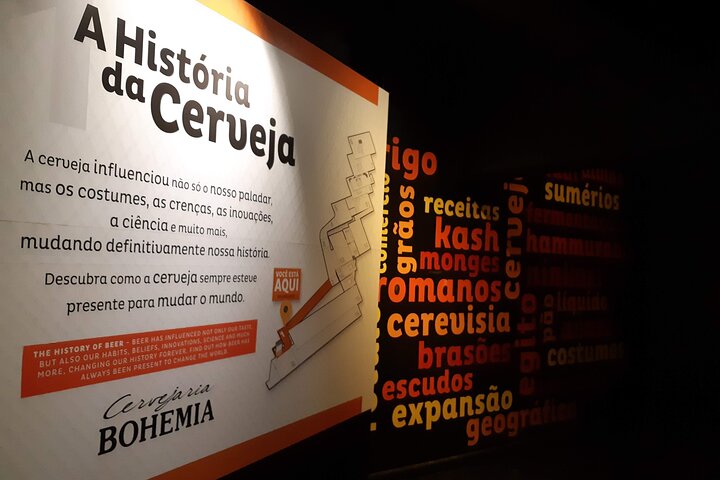 A História
da Cerveja
A cerveja influenciou não só o nosso paladar,
mas os costumes, as crenças, as inovações,
a ciência e muito mais,
mudando definitivamente nossa história.
Descubra como a cerveja sempre esteve
presente para mudar o mundo.
VOCÊ ESTÁ
AQUI
THE HISTORY OF BEER - BEER HAS INFLUENCED NOT ONLY OUR TASTE,
BUT ALSO OUR HABITS, BELIEFS, INNOVATIONS, SCIENCE AND MUCH
MORE, CHANGING OUR HISTORY FOREVER. FIND OUT HOW BEER HAS
ALWAYS BEEN PRESENT TO CHANGE THE WORLD.
Cervejaria
BOHEMIA
rigo
comércio
grãos
receitas
kash
monges
romanos
cerevisia
brasões
escudos
expansão
geográfica
cervej
egito
pão
sumérios
líquido
costumes